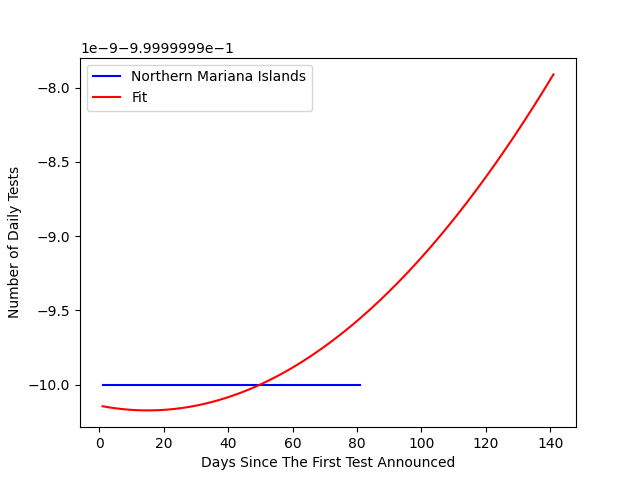 1e−9−9.9999999e−1
Northern Mariana Islands
Fit
−8.0
−8.5
−9.0
−9.5
−10.0
Number of Daily Tests
0 20 40 60 80 100 120 140
Days Since The First Test Announced